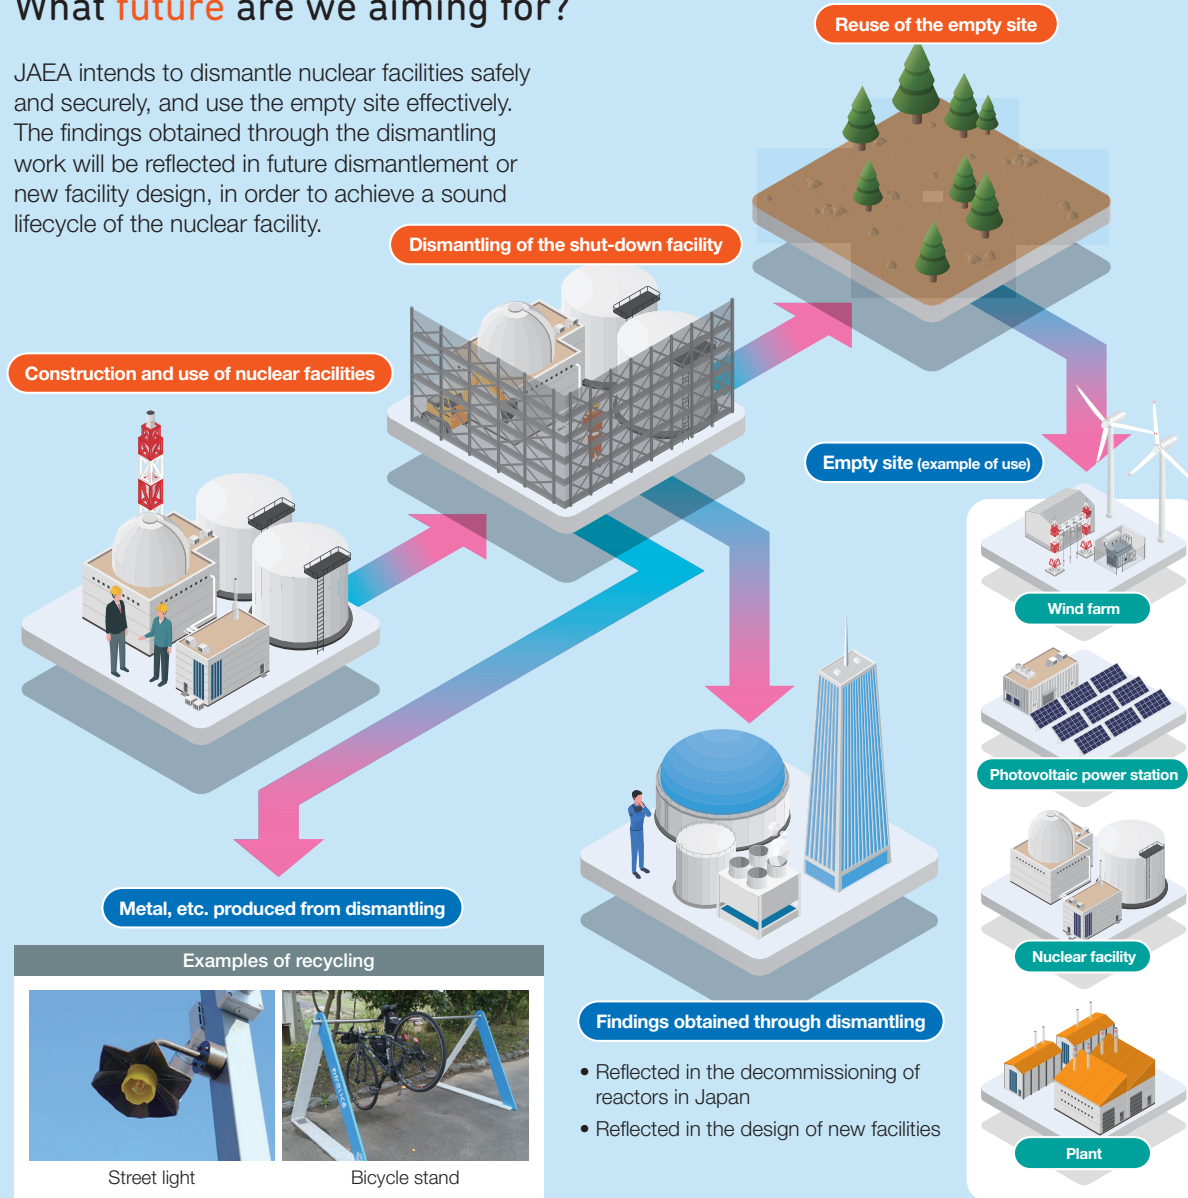 What future are we aiming for?
JAEA intends to dismantle nuclear facilities safely
and securely, and use the empty site effectively.
The findings obtained through the dismantling
work will be reflected in future dismantlement or
new facility design, in order to achieve a sound
lifecycle of the nuclear facility.
Reuse of the empty site
Dismantling of the shut-down facility
Construction and use of nuclear facilities
Empty site (example of use)
Wind farm
Photovoltaic power station
Nuclear facility
Plant
Metal, etc. produced from dismantling
Examples of recycling
Street light
Bicycle stand
Findings obtained through dismantling
• Reflected in the decommissioning of
reactors in Japan
• Reflected in the design of new facilities